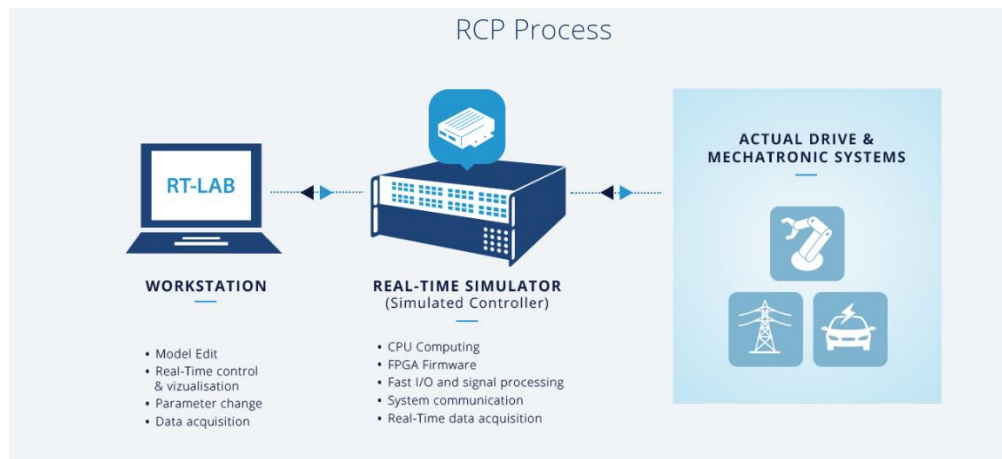 RCP Process
RT-LAB
WORKSTATION
• Model Edit
• Real-Time control
& vizualisation
• Parameter change
• Data acquisition
REAL-TIME SIMULATOR
(Simulated Controller)
• CPU Computing
• FPGA Firmware
• Fast I/O and signal processing
• System communication
• Real-Time data acquisition
ACTUAL DRIVE &
MECHATRONIC SYSTEMS